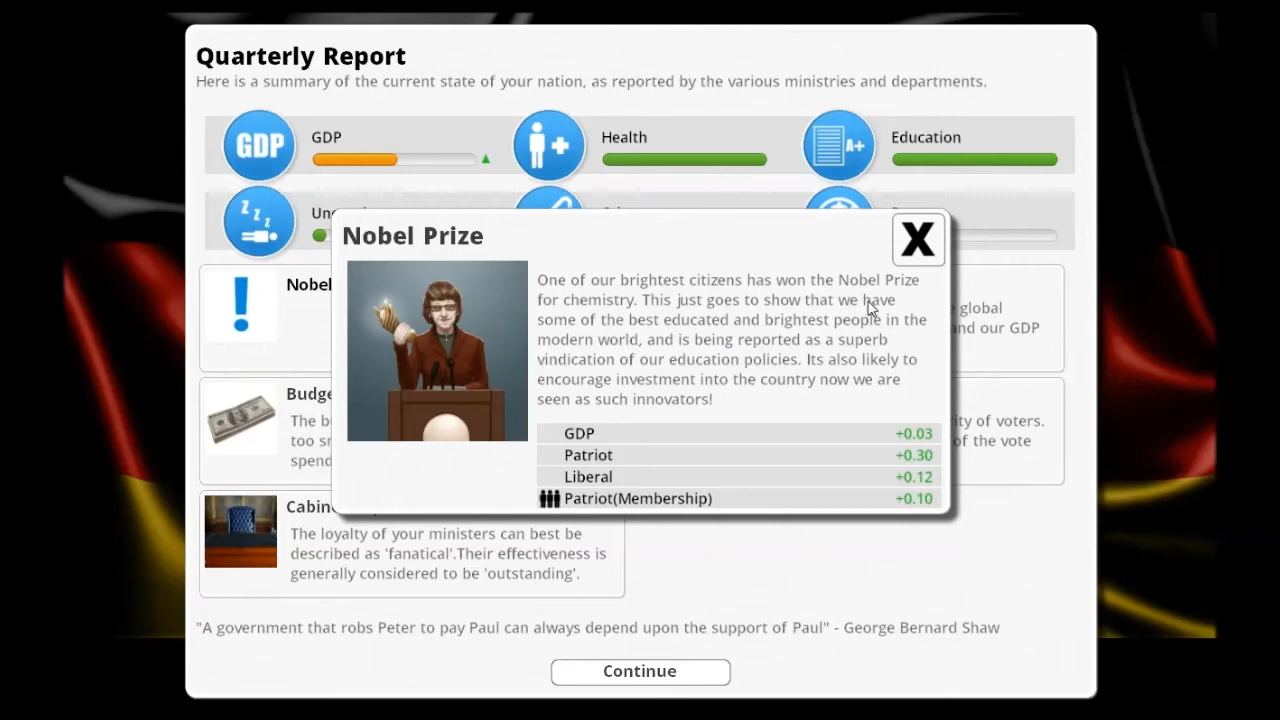 Quarterly Report
Here is a summary of the current state of your nation, as reported by the various ministries and departments.
GDP
GDP
Health
A+
Education
Z Z Z
Nobel Prize
X
One of our brightest citizens has won the Nobel Prize
for chemistry. This just goes to show that we have
some of the best educated and brightest people in the
modern world, and is being reported as a superb
vindication of our education policies. Its also likely to
encourage investment into the country now we are
seen as such innovators!
GDP +0.03
Patriot +0.30
Liberal +0.12
Patriot(Membership) +0.10
Nobel
global
and our GDP
The
too
spend
of voters.
of the vote
The loyalty of your ministers can best be
described as 'fanatical'.Their effectiveness is
generally considered to be 'outstanding'.
"A government that robs Peter to pay Paul can always depend upon the support of Paul" - George Bernard Shaw
Continue